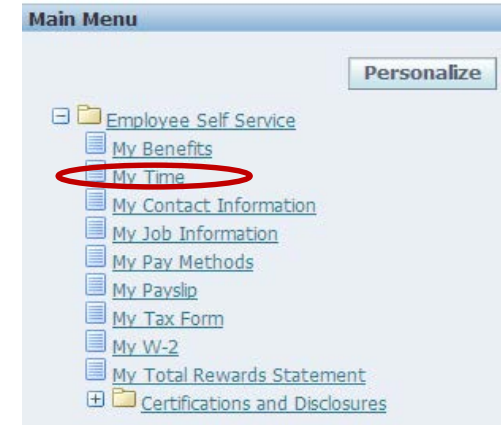 Main Menu
Personalize
Employee Self Service
My Benefits
My Time
My Contact Information
My Job Information
My Pay Methods
My Payslip
My Tax Form
My W-2
My Total Rewards Statement
Certifications and Disclosures